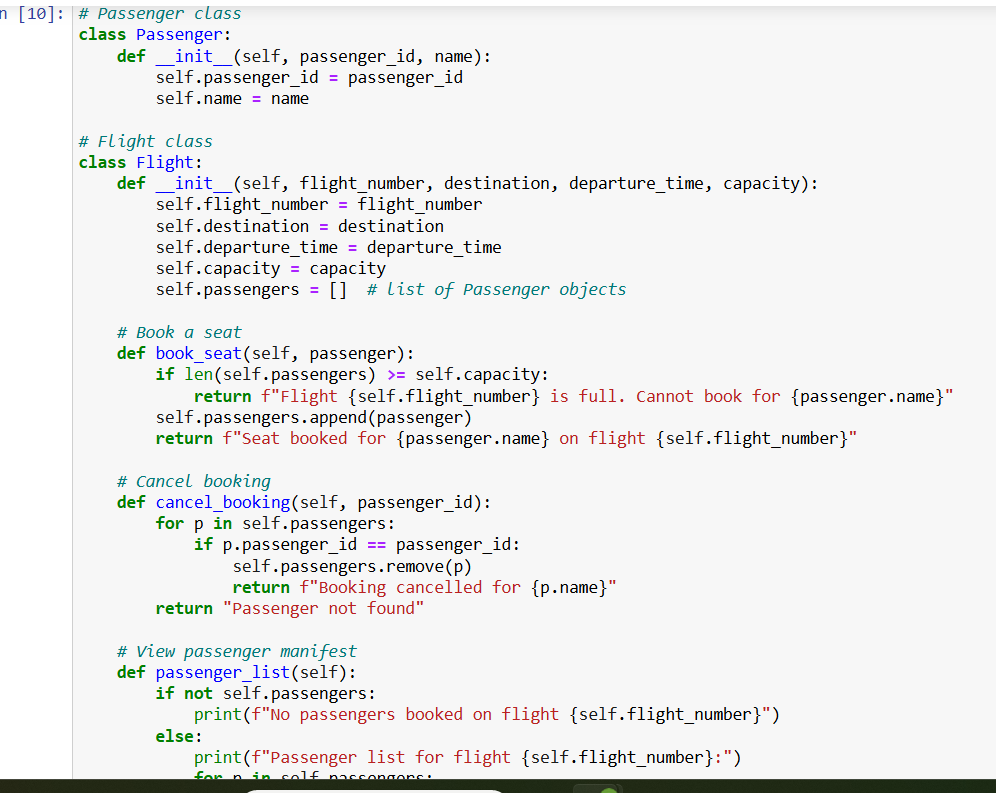 n [10]: # Passenger class
class Passenger:
    def __init__(self, passenger_id, name):
        self.passenger_id = passenger_id
        self.name = name

# Flight class
class Flight:
    def __init__(self, flight_number, destination, departure_time, capacity):
        self.flight_number = flight_number
        self.destination = destination
        self.departure_time = departure_time
        self.capacity = capacity
        self.passengers = []  # list of Passenger objects

    # Book a seat
    def book_seat(self, passenger):
        if len(self.passengers) >= self.capacity:
            return f"Flight {self.flight_number} is full. Cannot book for {passenger.name}"
        self.passengers.append(passenger)
        return f"Seat booked for {passenger.name} on flight {self.flight_number}"

    # Cancel booking
    def cancel_booking(self, passenger_id):
        for p in self.passengers:
            if p.passenger_id == passenger_id:
                self.passengers.remove(p)
                return f"Booking cancelled for {p.name}"
        return "Passenger not found"

    # View passenger manifest
    def passenger_list(self):
        if not self.passengers:
            print(f"No passengers booked on flight {self.flight_number}")
        else:
            print(f"Passenger list for flight {self.flight_number}:")
            for p in self.passengers: